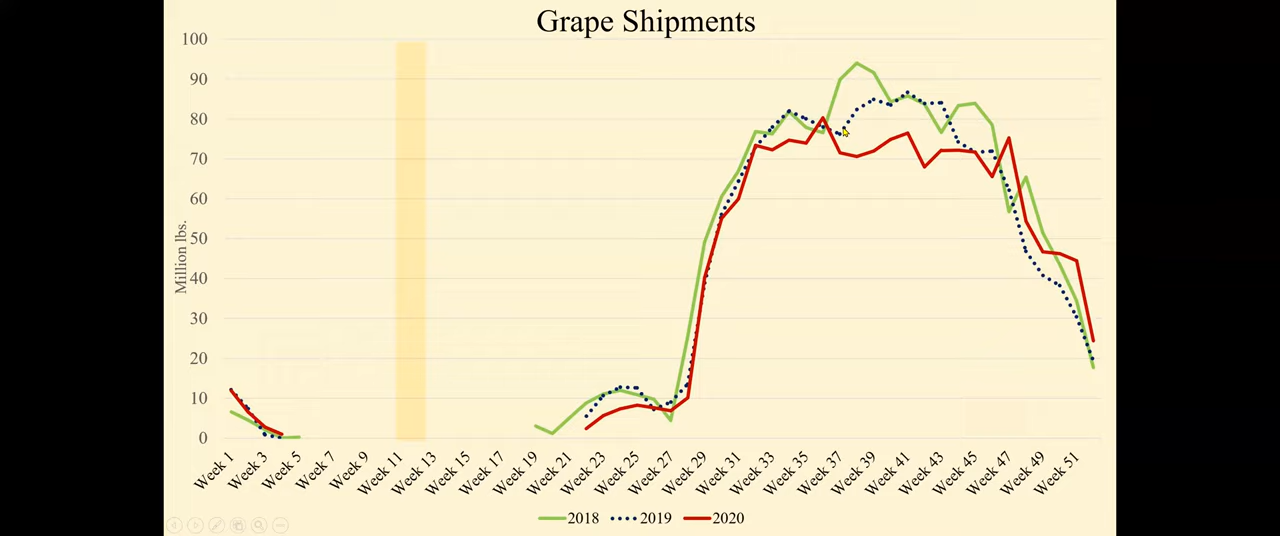 Grape Shipments
100
90
80
70
60
50
40
30
20
10
0
Million lbs.
Week 1
Week 3
Week 5
Week 7
Week 9
Week 11
Week 13
Week 15
Week 17
Week 19
Week 21
Week 23
Week 25
Week 27
Week 29
Week 31
Week 33
Week 35
Week 37
Week 39
Week 41
Week 43
Week 45
Week 47
Week 49
Week 51
2018 2019 2020